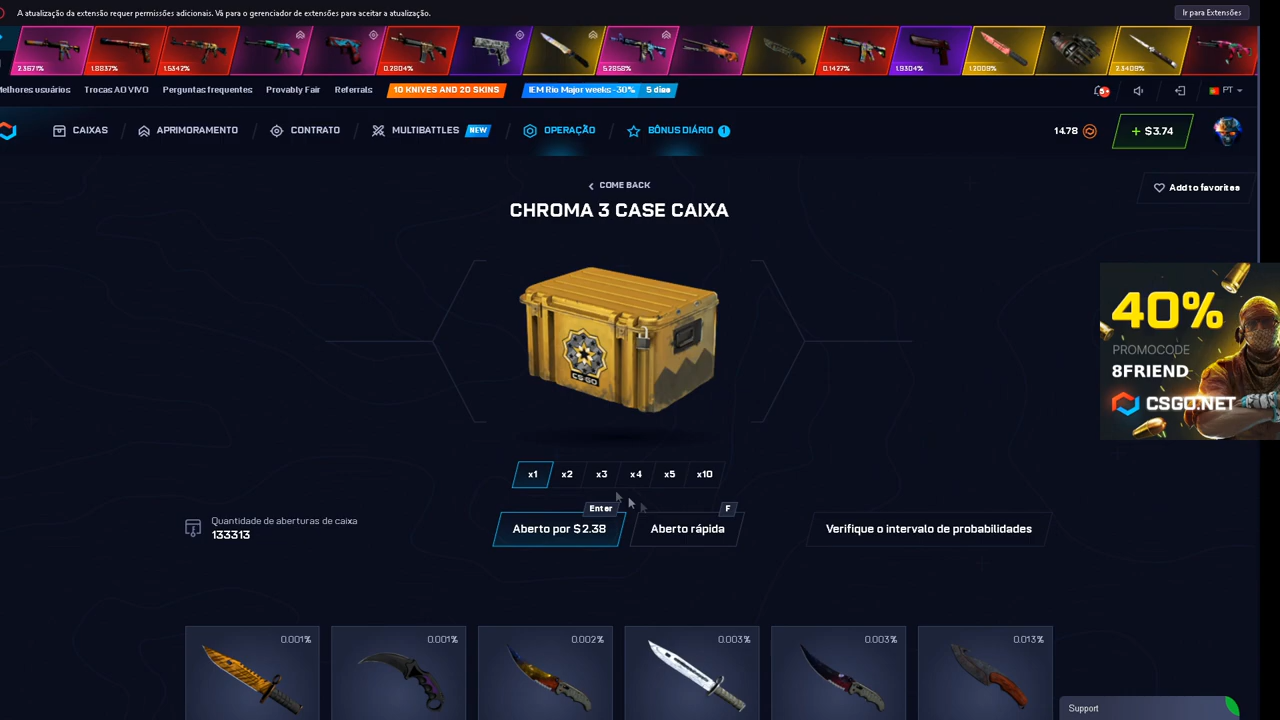 A atualização da extensão requer permissões adicionais. Vá para o gerenciador de extensões para aceitar a atualização.
Ir para Extensões
2.3671%
1.8837%
1.5342%
0.2804%
5.2858%
0.1427%
1.9304%
1.2009%
2.3408%
Melhores usuários
Trocas AO VIVO
Perguntas frequentes
Provably Fair
Referrals
10 KNIVES AND 20 SKINS
IEM Rio Major weeks -30%
5 dias
PT
CAIXAS
APRIMORAMENTO
CONTRATO
MULTIBATTLES
NEW
OPERAÇÃO
BÔNUS DIÁRIO
1
14.78
+ $3.74
COME BACK
Add to favorites
CHROMA 3 CASE CAIXA
CS:GO
40%
PROMOCODE
8FRIEND
CSGO.NET
x1
x2
x3
x4
x5
x10
Enter
F
Quantidade de aberturas de caixa
133313
Aberto por $2.38
Aberto rápida
Verifique o intervalo de probabilidades
0.001%
0.001%
0.002%
0.003%
0.003%
0.013%
Support